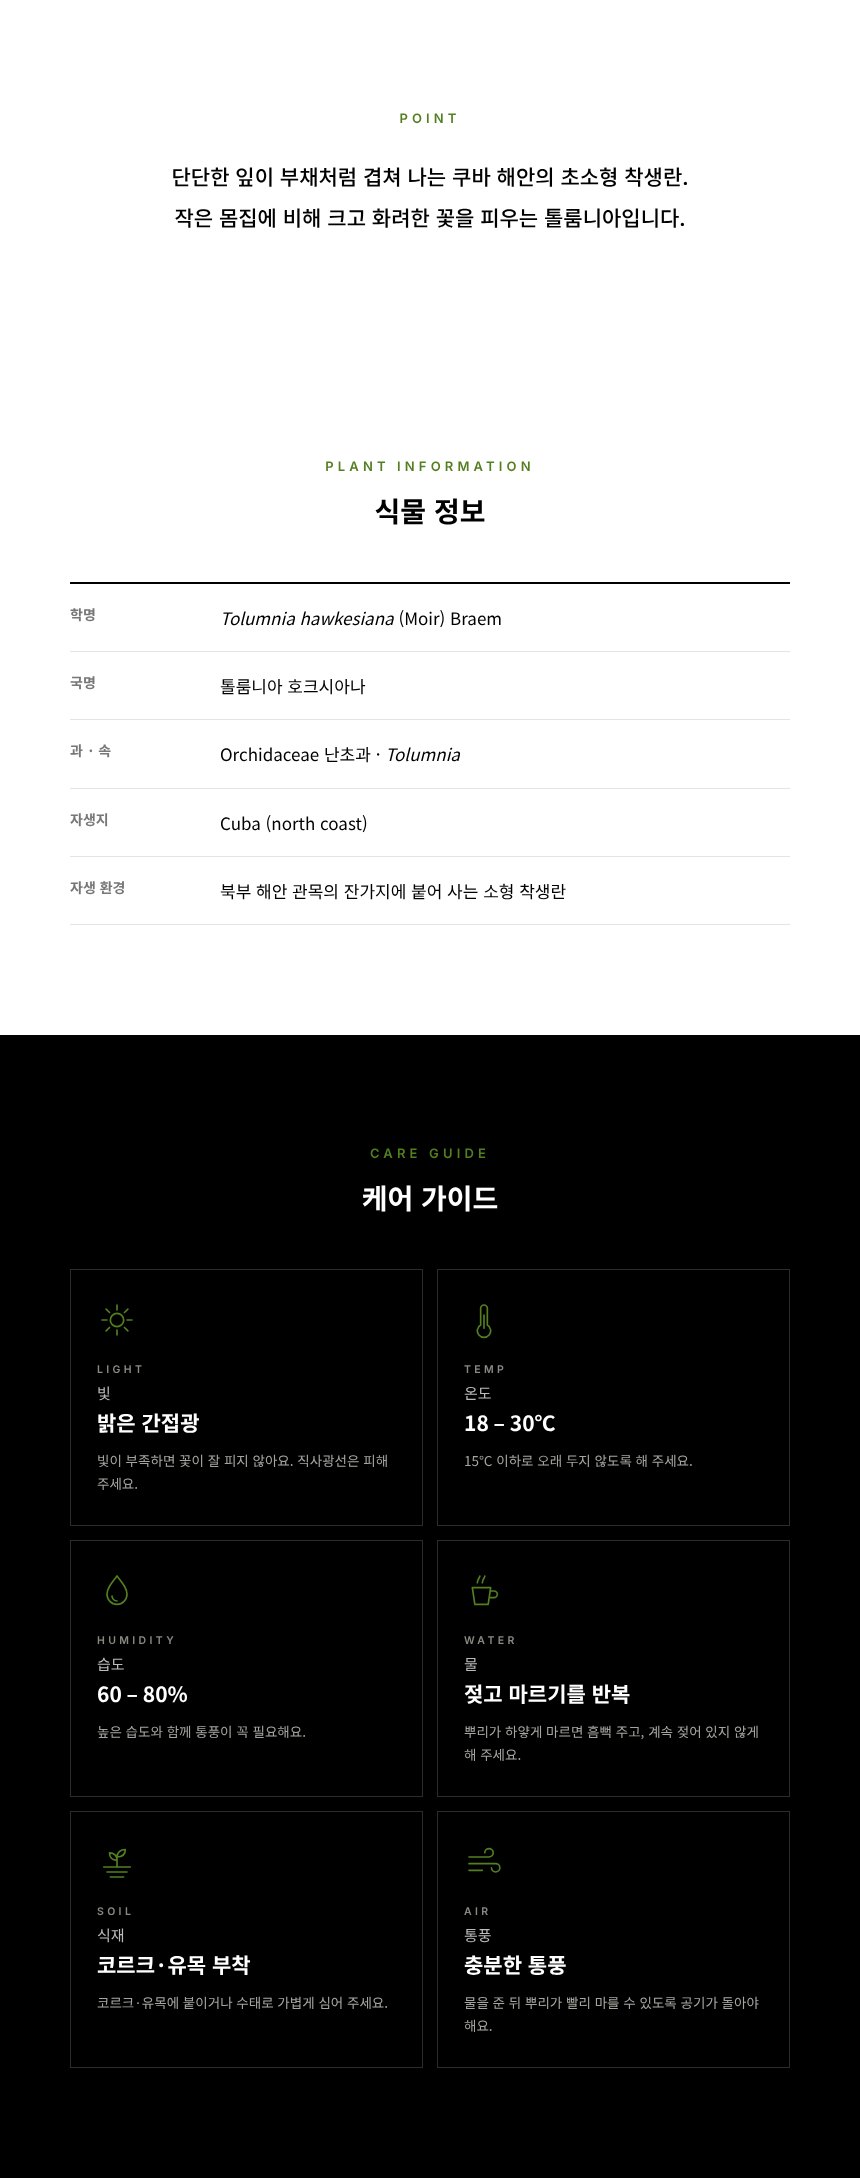 POINT
단단한 잎이 부채처럼 겹쳐 나는 쿠바 해안의 초소형 착생란.
작은 몸집에 비해 크고 화려한 꽃을 피우는 톨룸니아입니다.
PLANT INFORMATION
식물 정보
학명 Tolumnia hawkesiana (Moir) Braem
국명 톨룸니아 호크시아나
과 · 속 Orchidaceae 난초과 · Tolumnia
자생지 Cuba (north coast)
자생 환경 북부 해안 관목의 잔가지에 붙어 사는 소형 착생란
CARE GUIDE
케어 가이드
LIGHT
빛
밝은 간접광
빛이 부족하면 꽃이 잘 피지 않아요. 직사광선은 피해
주세요.
TEMP
온도
18 – 30℃
15℃ 이하로 오래 두지 않도록 해 주세요.
HUMIDITY
습도
60 – 80%
높은 습도와 함께 통풍이 꼭 필요해요.
WATER
물
젖고 마르기를 반복
뿌리가 하얗게 마르면 흠뻑 주고, 계속 젖어 있지 않게
해 주세요.
SOIL
식재
코르크·유목 부착
코르크·유목에 붙이거나 수태로 가볍게 심어 주세요.
AIR
통풍
충분한 통풍
물을 준 뒤 뿌리가 빨리 마를 수 있도록 공기가 돌아야
해요.